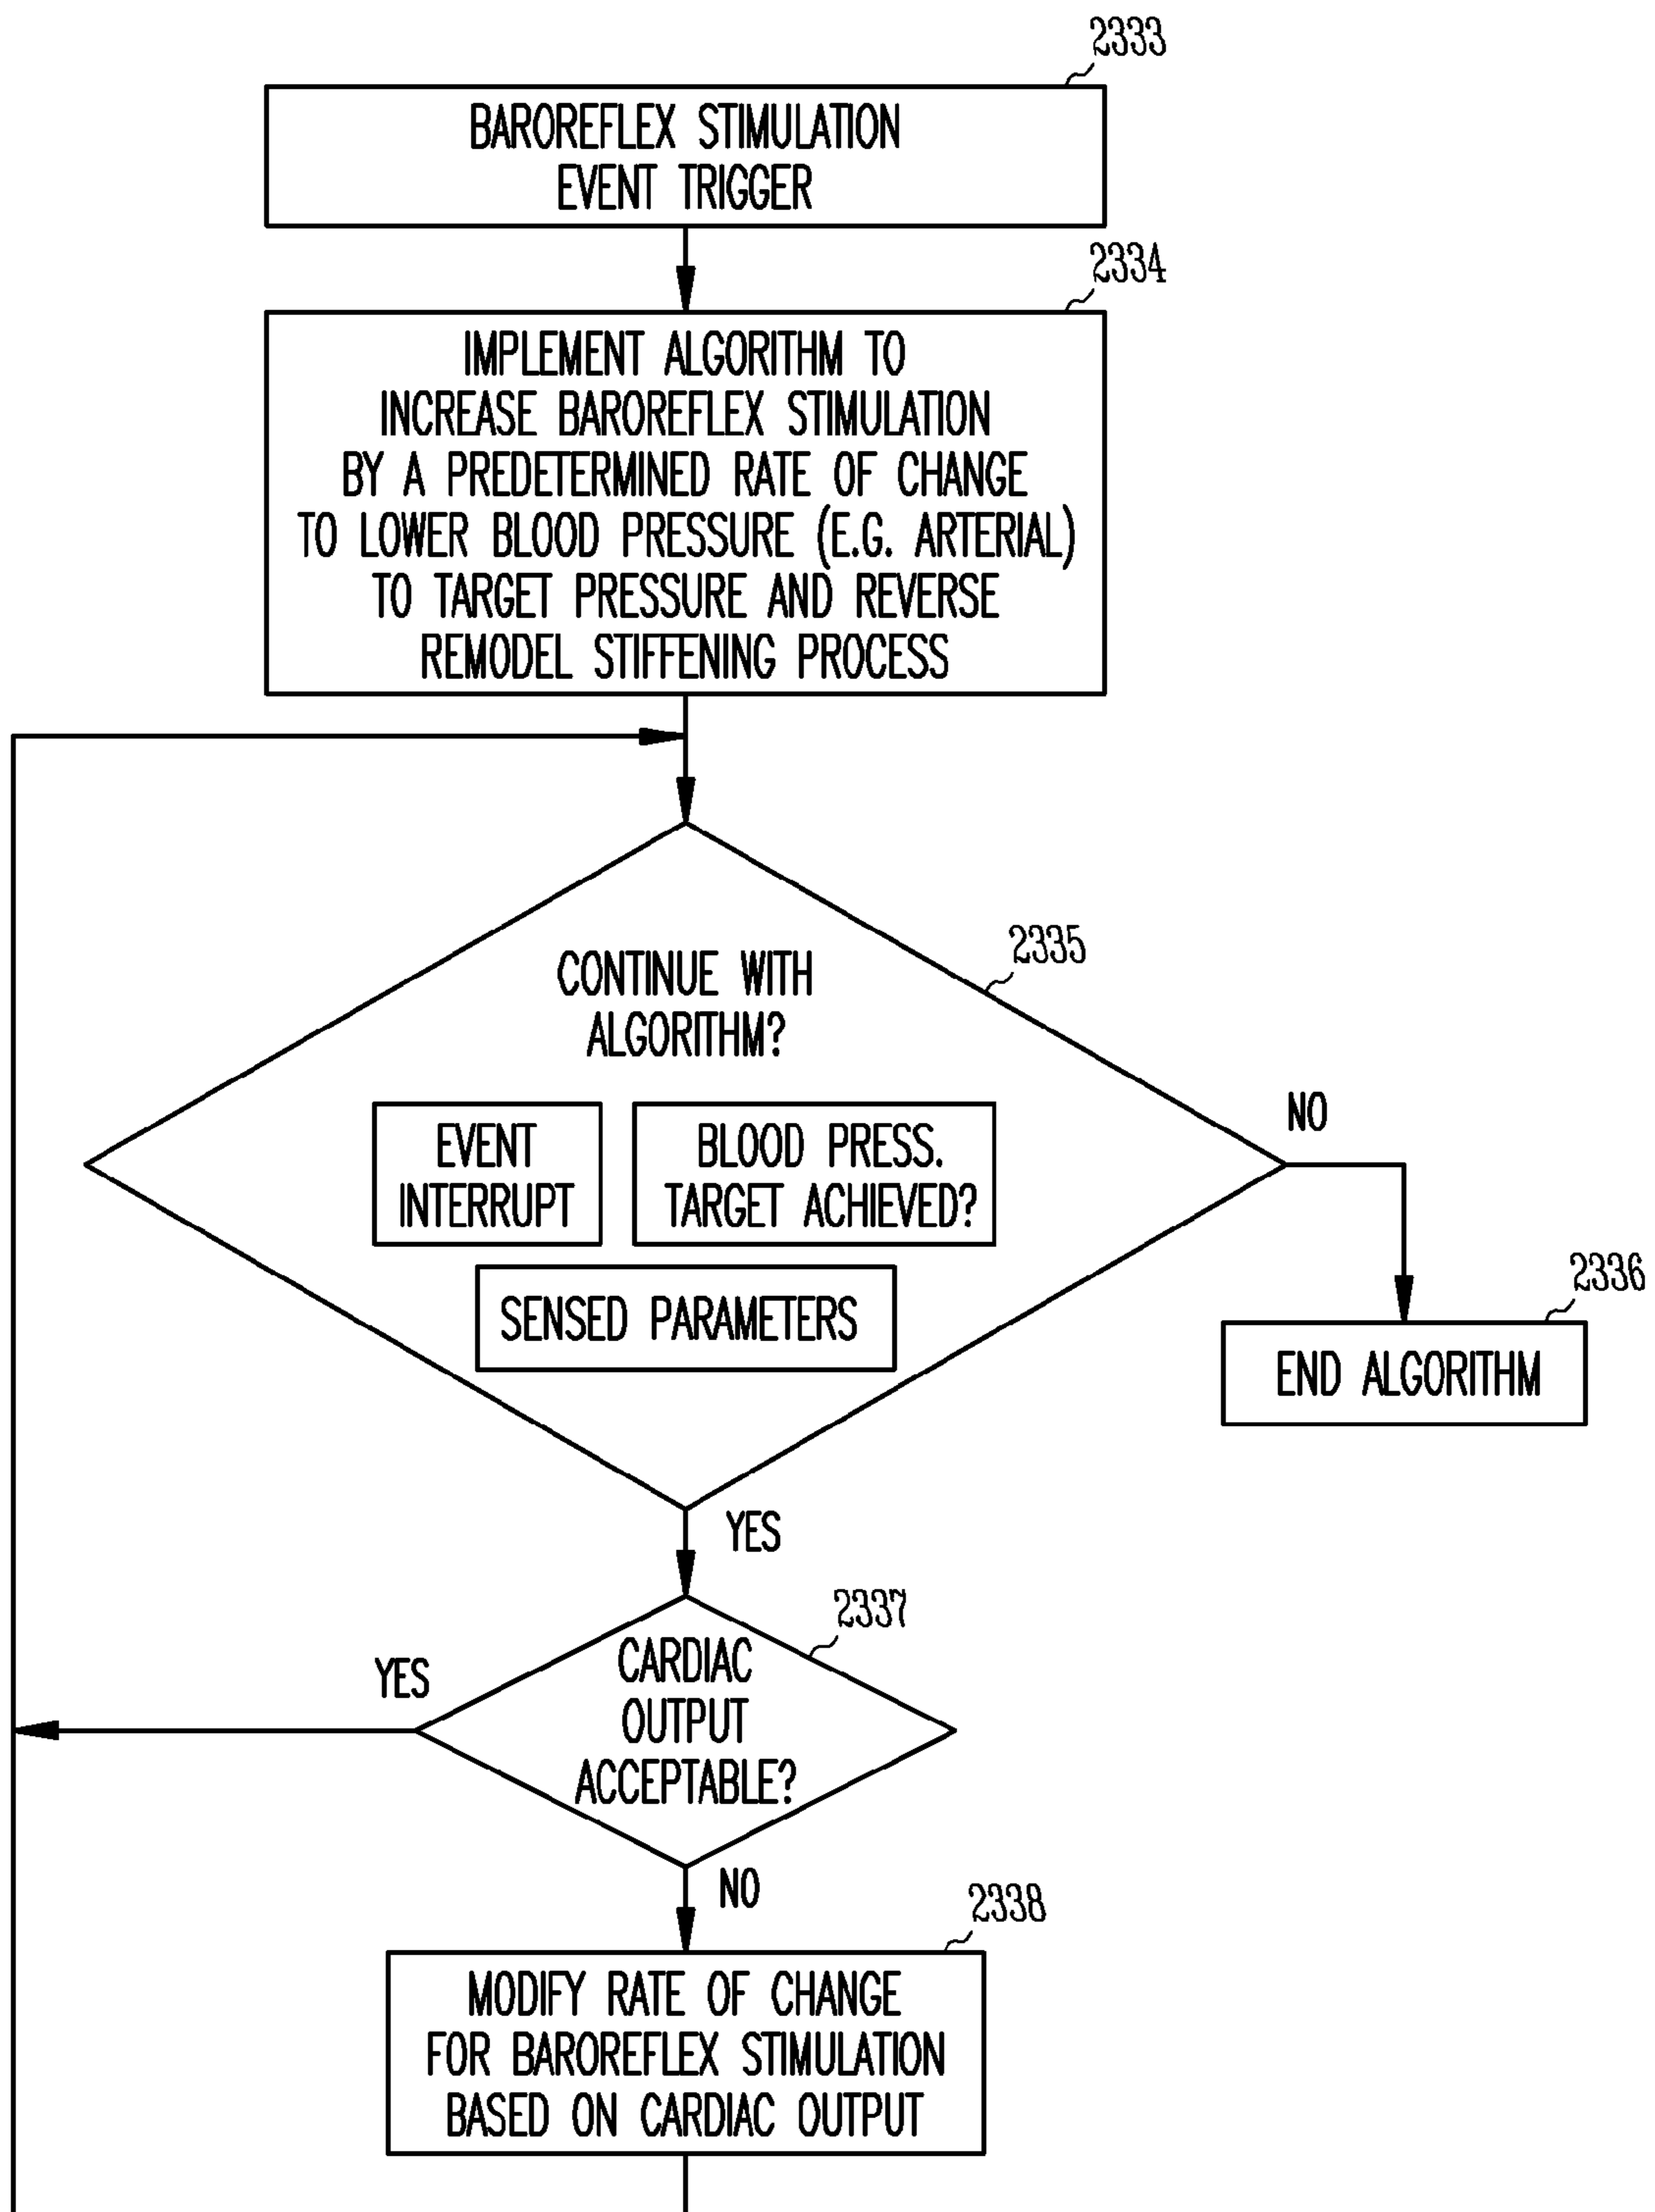 2333
BAROREFLEX STIMULATION
EVENT TRIGGER
2334
IMPLEMENT ALGORITHM TO
INCREASE BAROREFLEX STIMULATION
BY A PREDETERMINED RATE OF CHANGE
TO LOWER BLOOD PRESSURE (E.G. ARTERIAL)
TO TARGET PRESSURE AND REVERSE
REMODEL STIFFENING PROCESS
2335
CONTINUE WITH
ALGORITHM?
EVENT
INTERRUPT
BLOOD PRESS.
TARGET ACHIEVED?
SENSED PARAMETERS
NO
2336
END ALGORITHM
YES
2337
CARDIAC
OUTPUT
ACCEPTABLE?
YES
NO
2338
MODIFY RATE OF CHANGE
FOR BAROREFLEX STIMULATION
BASED ON CARDIAC OUTPUT